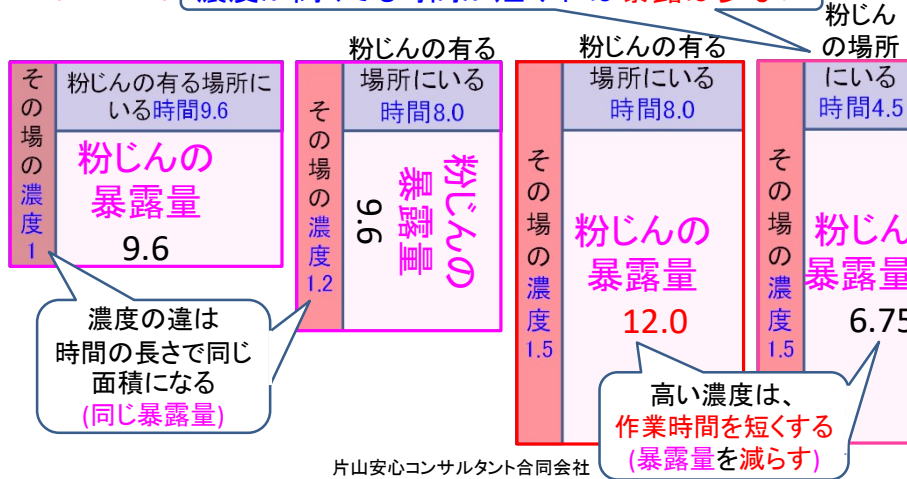 粉じんの有る場所に
いる時間9.6
その場の濃度1
粉じんの
暴露量
9.6
粉じんの有る
場所にいる
時間8.0
その場の濃度1.2
粉じんの
暴露量
9.6
粉じんの有る
場所にいる
時間8.0
その場の濃度1.5
粉じんの
暴露量
12.0
粉じん
の場所
にいる
時間4.5
その場の濃度1.5
粉じん
暴露量
6.75
濃度の違は
時間の長さで同じ
面積になる
(同じ暴露量)
高い濃度は、
作業時間を短くする
(暴露量を減らす)
片山安心コンサルタント合同会社